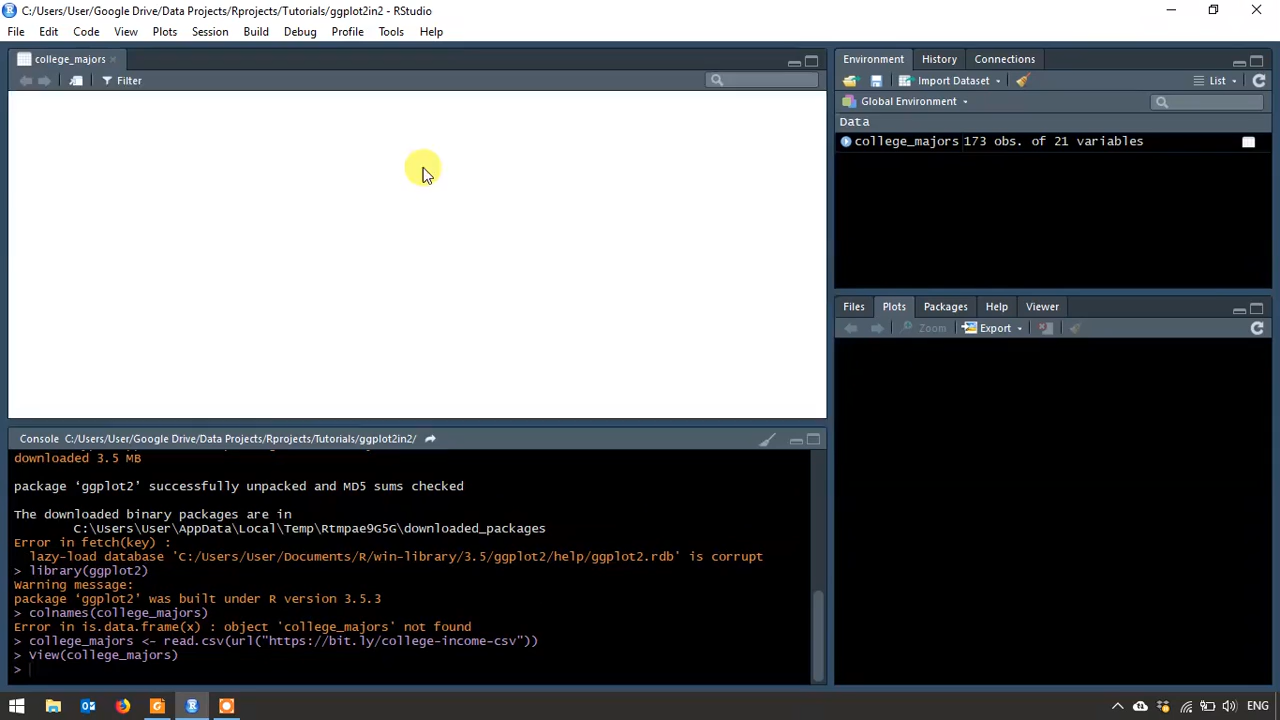 C:/Users/User/Google Drive/Data Projects/Rprojects/Tutorials/ggplot2in2 - RStudio
File Edit Code View Plots Session Build Debug Profile Tools Help
college_majors
Filter
Console C:/Users/User/Google Drive/Data Projects/Rprojects/Tutorials/ggplot2in2/
downloaded 3.5 MB
package ‘ggplot2’ successfully unpacked and MD5 sums checked
The downloaded binary packages are in
C:\Users\User\AppData\Local\Temp\Rtmpae9G5G\downloaded_packages
Error in fetch(key) :
lazy-load database 'C:/Users/User/Documents/R/win-library/3.5/ggplot2/help/ggplot2.rdb' is corrupt
> library(ggplot2)
Warning message:
package ‘ggplot2’ was built under R version 3.5.3
> colnames(college_majors)
Error in is.data.frame(x) : object 'college_majors' not found
> college_majors <- read.csv(url("https://bit.ly/college-income-csv"))
> View(college_majors)
>
Environment History Connections
Import Dataset List
Global Environment
Data
college_majors 173 obs. of 21 variables
Files Plots Packages Help Viewer
Zoom Export
ENG